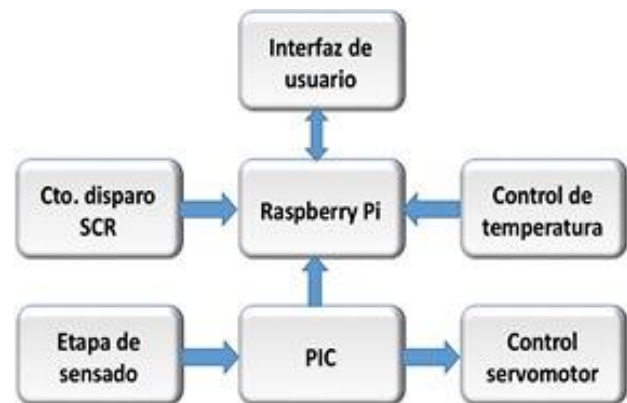 Interfaz de
usuario
Cto. disparo
SCR
Raspberry Pi
Control de
temperatura
Etapa de
sensado
PIC
Control
servomotor